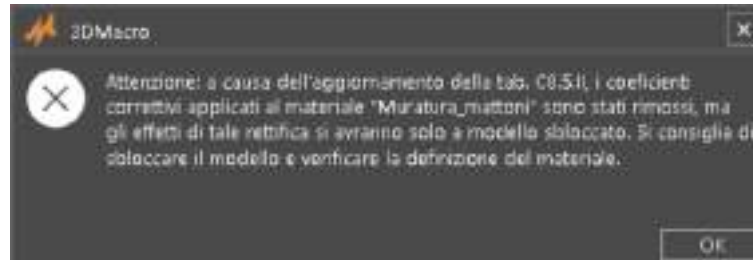 3DMacro
Attenzione: a causa dell'aggiornamento della tab. C8.5.II, i coeficienti
correttivi applicati al materiale "Muratura_mattoni" sono stati rimossi, ma
gli effetti di tale rettifica si avranno solo a modello sbloccato. Si consiglia di
sbloccare il modello e verificare la definizione del materiale.
OK